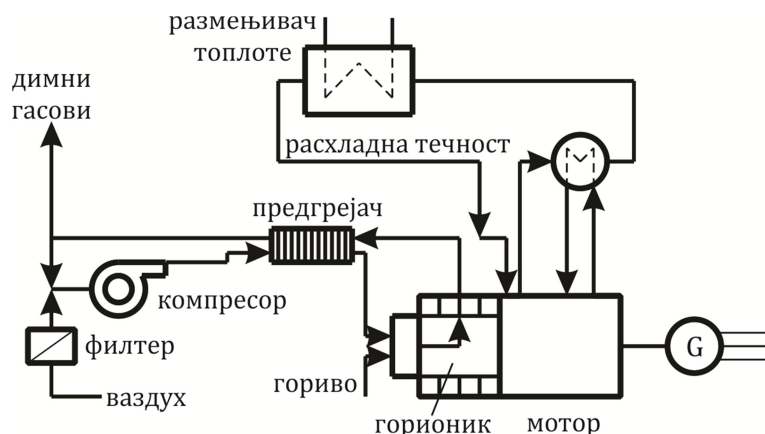 размењивач
топлоте
димни
гасови
расхладна течност
предгрејач
компресор
филтер
G
ваздух
гориво
горионик
мотор